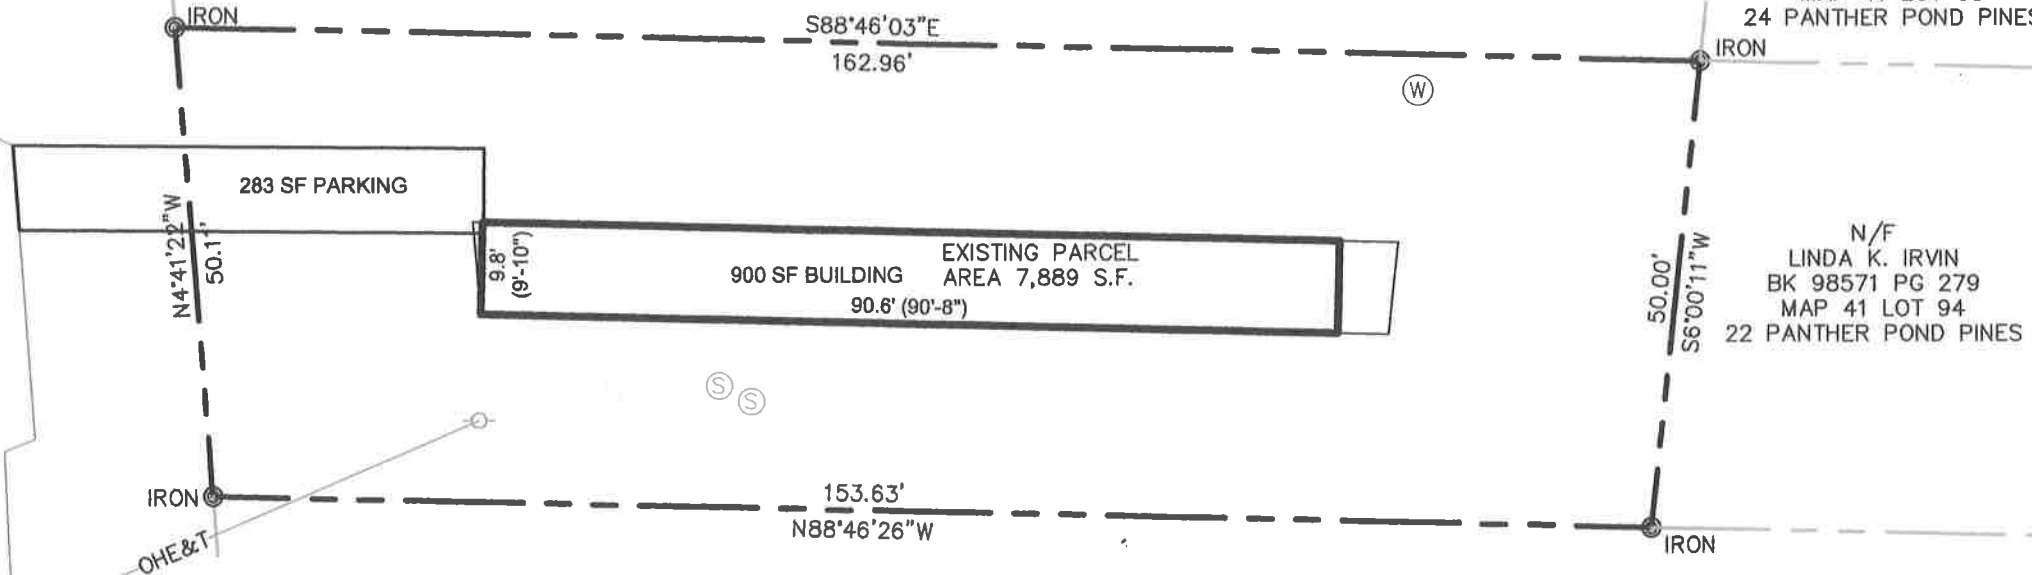 IRON
S88°46'03"E
162.96'
24 PANTHER POND PINES
IRON
W
283 SF PARKING
N4°41'22"W
9.8'
(9'-10")
EXISTING PARCEL
900 SF BUILDING
AREA 7,889 S.F.
90.6' (90'-8")
50.00'
S6°00'11"W
N/F
LINDA K. IRVIN
BK 98571 PG 279
MAP 41 LOT 94
22 PANTHER POND PINES
S
S
IRON
153.63'
N88°46'26"W
OHE&T
IRON